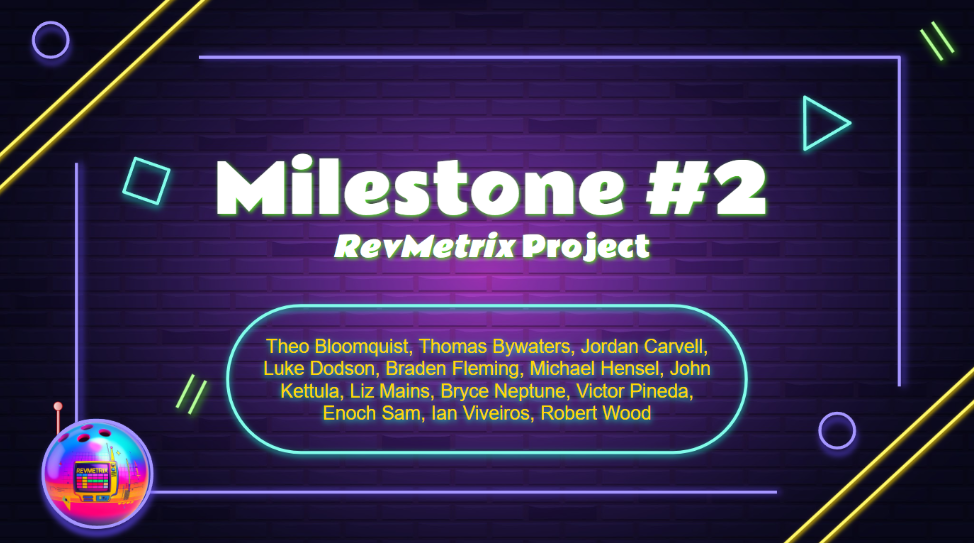 Milestone #2
RevMetrix Project
Theo Bloomquist, Thomas Bywaters, Jordan Carvell,
Luke Dodson, Braden Fleming, Michael Hensel, John
Kettula, Liz Mains, Bryce Neptune, Victor Pineda,
Enoch Sam, Ian Viveiros, Robert Wood
REVMETRIX